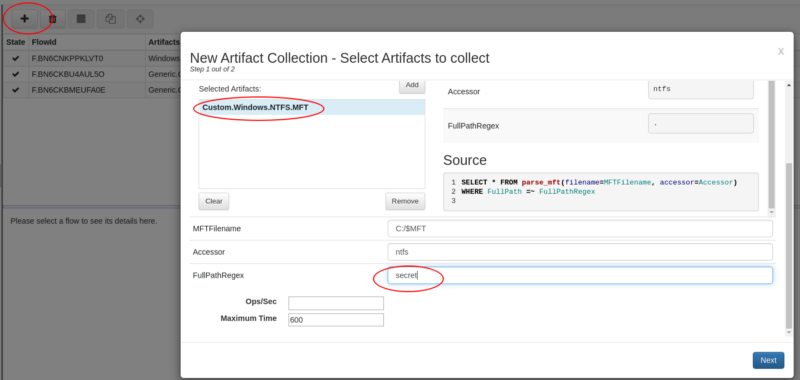 State FlowId Artifacts
F.BN6CNKPPKLVT0 Windows
F.BN6CKBU4AUL5O Generic.C
F.BN6CKBMEUFA0E Generic.C
Please select a flow to see its details here.
New Artifact Collection - Select Artifacts to collect
Step 1 out of 2
x
Selected Artifacts:
Add
Custom.Windows.NTFS.MFT
Clear
Remove
Accessor
ntfs
FullPathRegex
.
Source
1 SELECT * FROM parse_mft(filename=MFTFilename, accessor=Accessor)
2 WHERE FullPath =~ FullPathRegex
3
MFTFilename C:/$MFT
Accessor ntfs
FullPathRegex secret
Ops/Sec
Maximum Time 600
Next